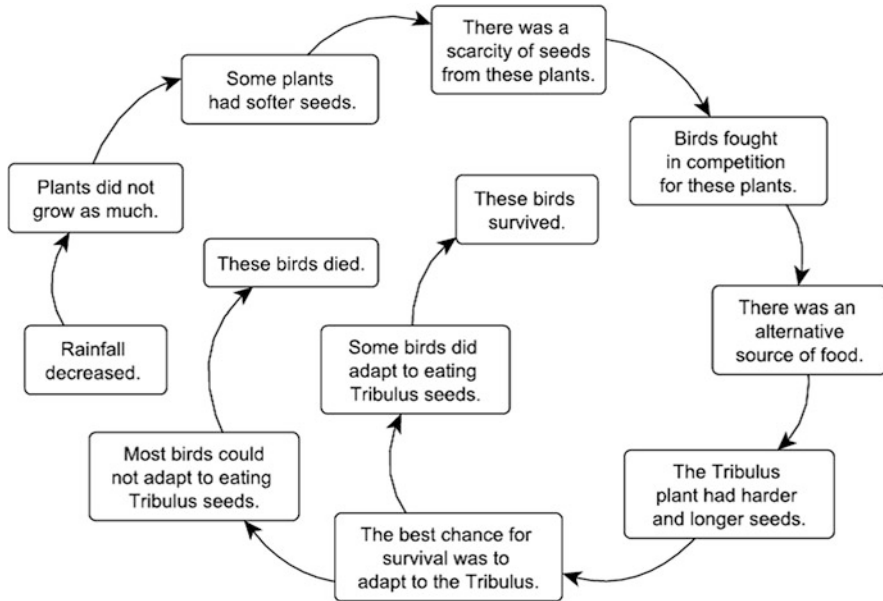 Rainfall
decreased.
Plants did not
grow as much.
Some plants
had softer seeds.
There was a
scarcity of seeds
from these plants.
Birds fought
in competition
for these plants.
There was an
alternative
source of food.
The Tribulus
plant had harder
and longer seeds.
The best chance for
survival was to
adapt to the Tribulus.
Most birds could
not adapt to eating
Tribulus seeds.
These birds died.
Some birds did
adapt to eating
Tribulus seeds.
These birds
survived.